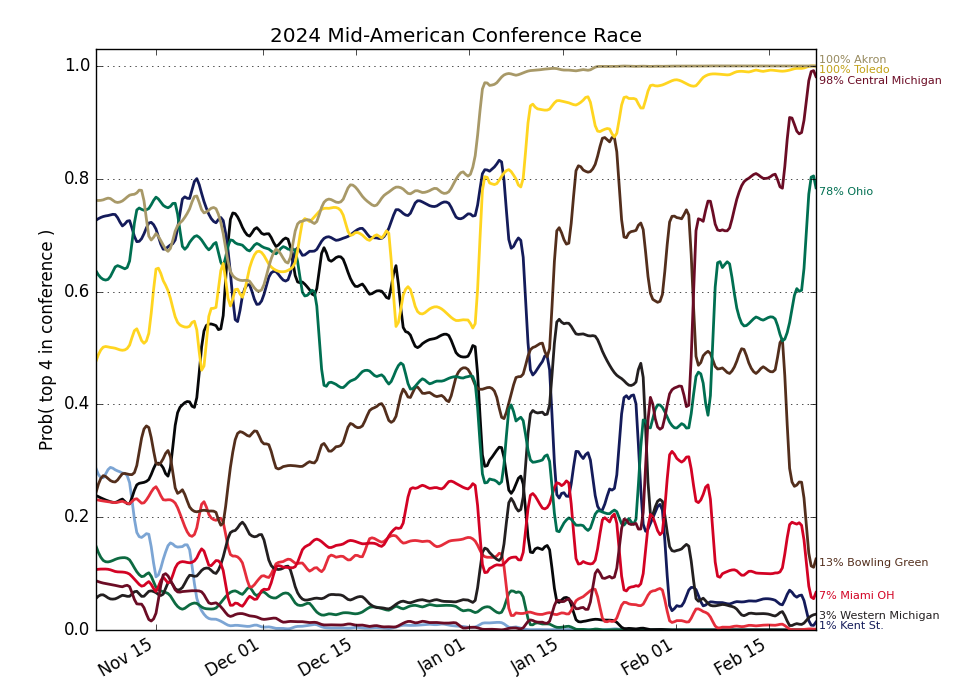 2024 Mid-American Conference Race
Prob( top 4 in conference )
1.0
0.8
0.6
0.4
0.2
0.0
Nov 15
Dec 01
Dec 15
Jan 01
Jan 15
Feb 01
Feb 15
100% Akron
100% Toledo
98% Central Michigan
78% Ohio
13% Bowling Green
7% Miami OH
3% Western Michigan
1% Kent St.